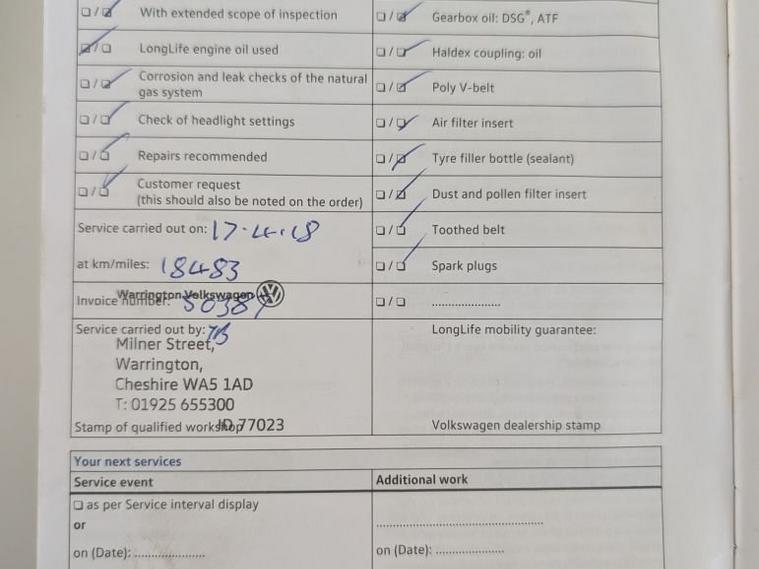 With extended scope of inspection
Gearbox oil: DSG®, ATF
LongLife engine oil used
Haldex coupling: oil
Corrosion and leak checks of the natural
gas system
Poly V-belt
Check of headlight settings
Air filter insert
Repairs recommended
Tyre filler bottle (sealant)
Customer request
(this should also be noted on the order)
Dust and pollen filter insert
Service carried out on: 17.4.18
Toothed belt
at km/miles: 18483
Spark plugs
Warrington Volkswagen
Invoice number:
....................
Service carried out by:
LongLife mobility guarantee:
Milner Street,
Warrington,
Cheshire WA5 1AD
T: 01925 655300
Stamp of qualified workshop
ID 77023
Volkswagen dealership stamp
Your next services
Service event
Additional work
as per Service interval display
or
on (Date): ....................
on (Date): ....................